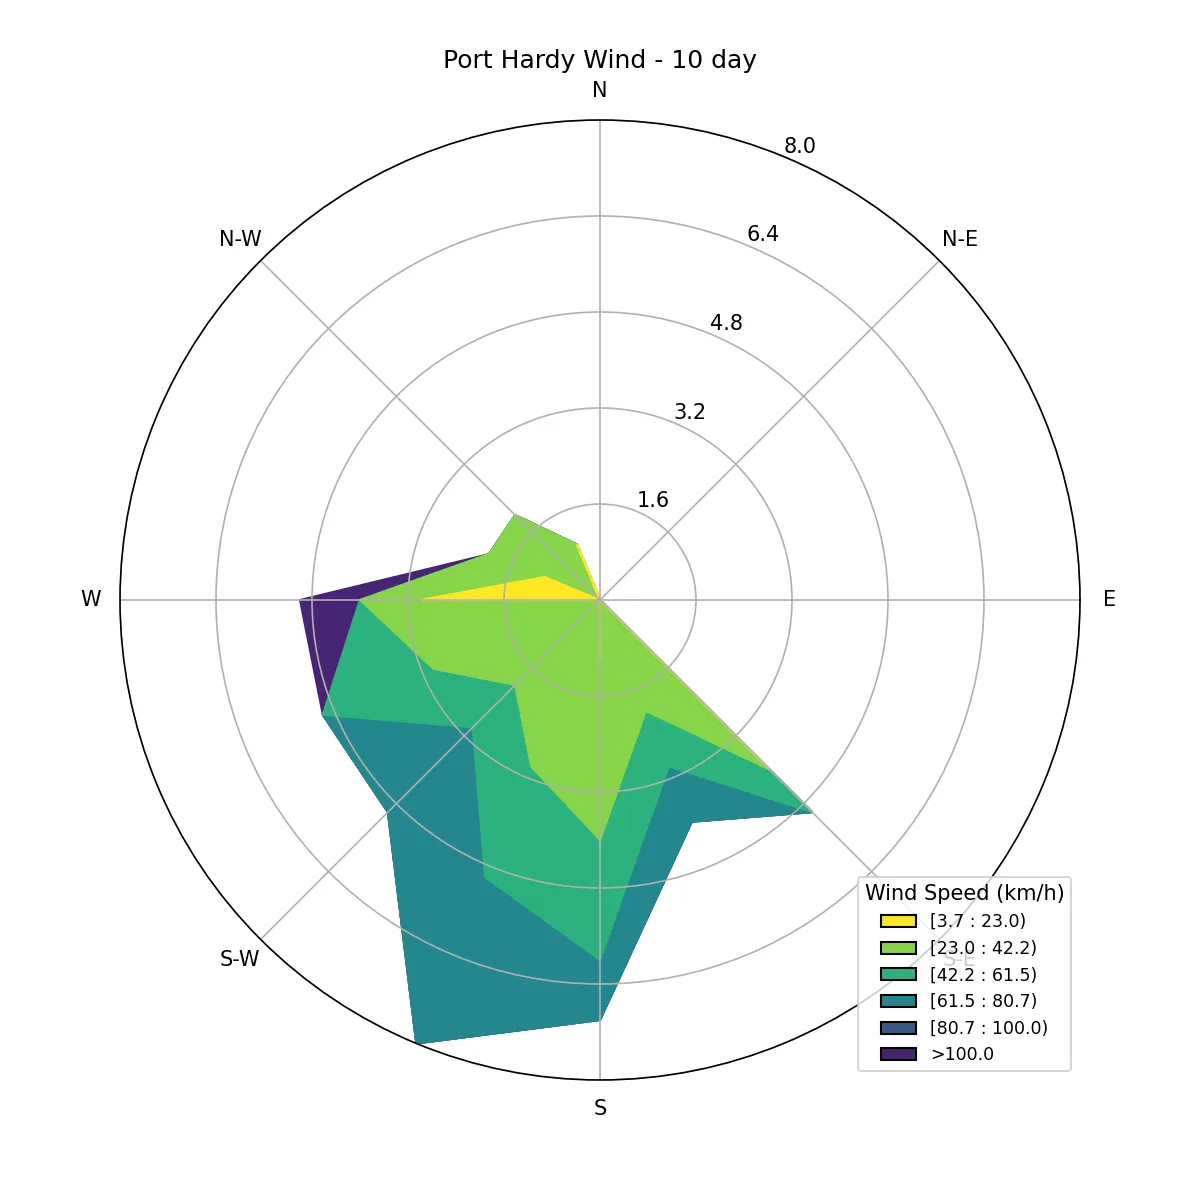 Port Hardy Wind - 10 day
N
8.0
N-W
N-E
6.4
4.8
3.2
1.6
W
E
S-W
S-E
S
Wind Speed (km/h)
[3.7 : 23.0)
[23.0 : 42.2)
[42.2 : 61.5)
[61.5 : 80.7)
[80.7 : 100.0)
>100.0